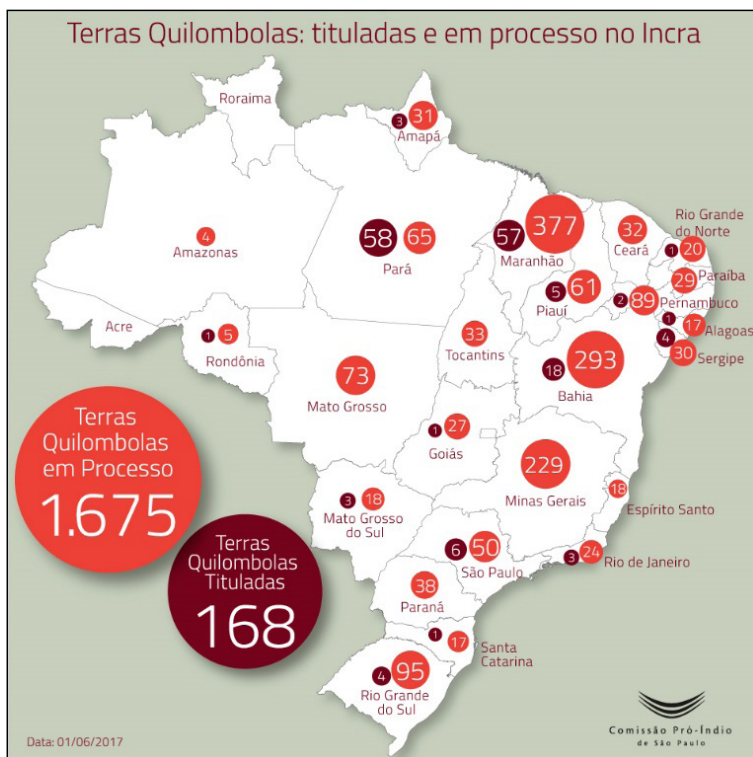 Terras Quilombolas: tituladas e em processo no Incra
Roraima
3
31
Amapá
4
Amazonas
58
65
Pará
57
377
Maranhão
32
Ceará
Rio Grande
do Norte
1
20
29
Paraíba
5
61
Piauí
2
89
Pernambuco
1
17
Alagoas
4
30
Sergipe
Acre
1
5
Rondônia
33
Tocantins
18
293
Bahia
73
Mato Grosso
1
27
Goiás
229
Minas Gerais
18
Espírito Santo
3
18
Mato Grosso
do Sul
6
50
São Paulo
3
24
Rio de Janeiro
38
Paraná
1
17
Santa
Catarina
4
95
Rio Grande
do Sul
Terras
Quilombolas
em Processo
1.675
Terras
Quilombolas
Tituladas
168
Data: 01/06/2017
Comissão Pró-Índio
de São Paulo